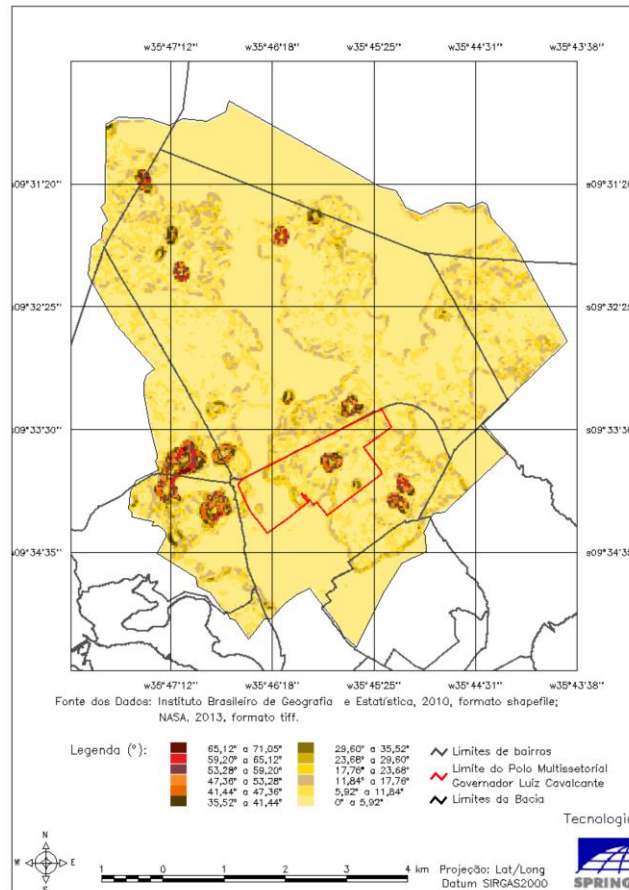 w35°47'12" w35°46'18" w35°45'25" w35°44'31" w35°43'38"
s09°31'20" s09°31'20"
s09°32'25" s09°32'25"
s09°33'30" s09°33'30"
s09°34'35" s09°34'35"
w35°47'12" w35°46'18" w35°45'25" w35°44'31" w35°43'38"
Fonte dos Dados: Instituto Brasileiro de Geografia e Estatística, 2010, formato shapefile;
NASA, 2013, formato tiff.
Legenda (°):
65,12° a 71,05°
59,20° a 65,12°
53,28° a 59,20°
47,36° a 53,28°
41,44° a 47,36°
35,52° a 41,44°
29,60° a 35,52°
23,68° a 29,60°
17,76° a 23,68°
11,84° a 17,76°
5,92° a 11,84°
0° a 5,92°
Limites de bairros
Limite do Polo Multissetorial
Governador Luiz Cavalcante
Limites da Bacia
Tecnologia
N
W E
S
1 0 1 2 3 4 km
Projeção: Lat/Long
Datum SIRGAS2000
SPRING